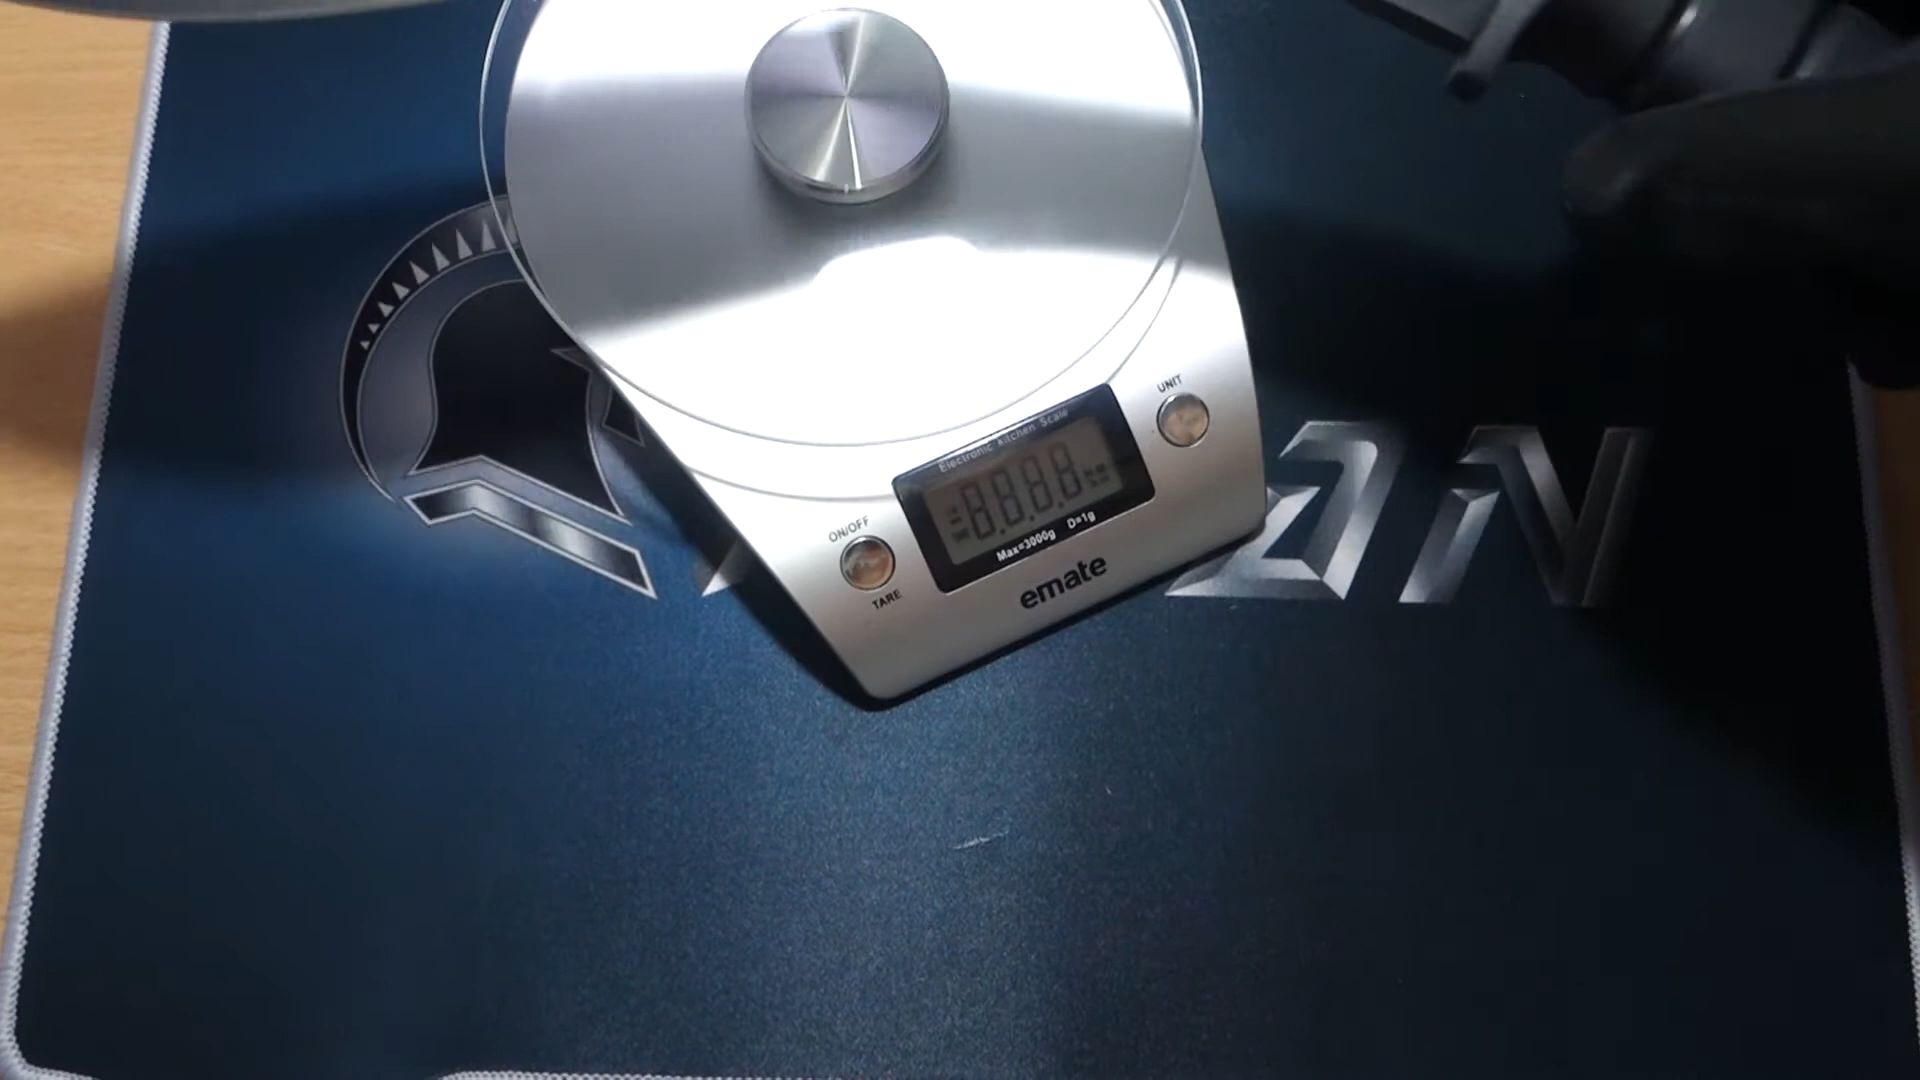 UNIT
Electronic Kitchen Scale
8.8.8.8
Max=3000g D=1g
ON/OFF
TARE
emate